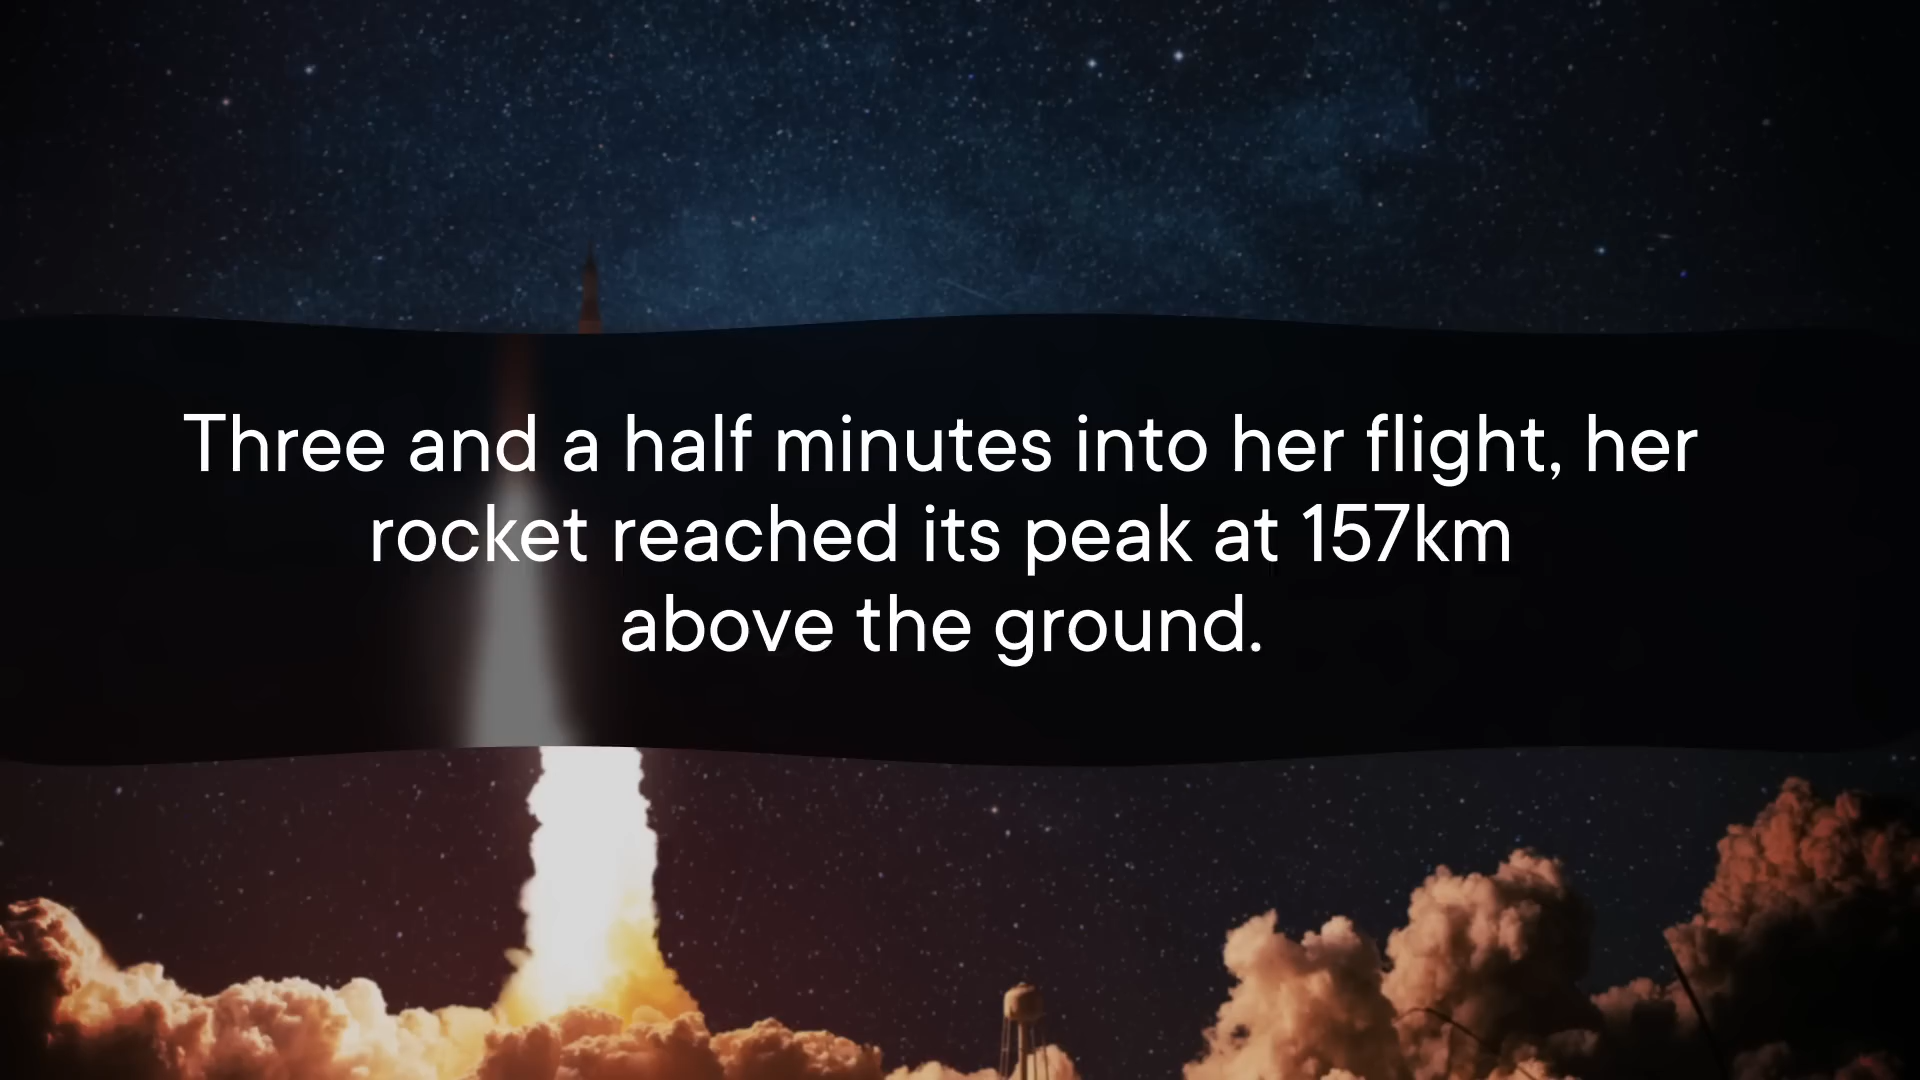 Three and a half minutes into her flight, her
rocket reached its peak at 157km
above the ground.